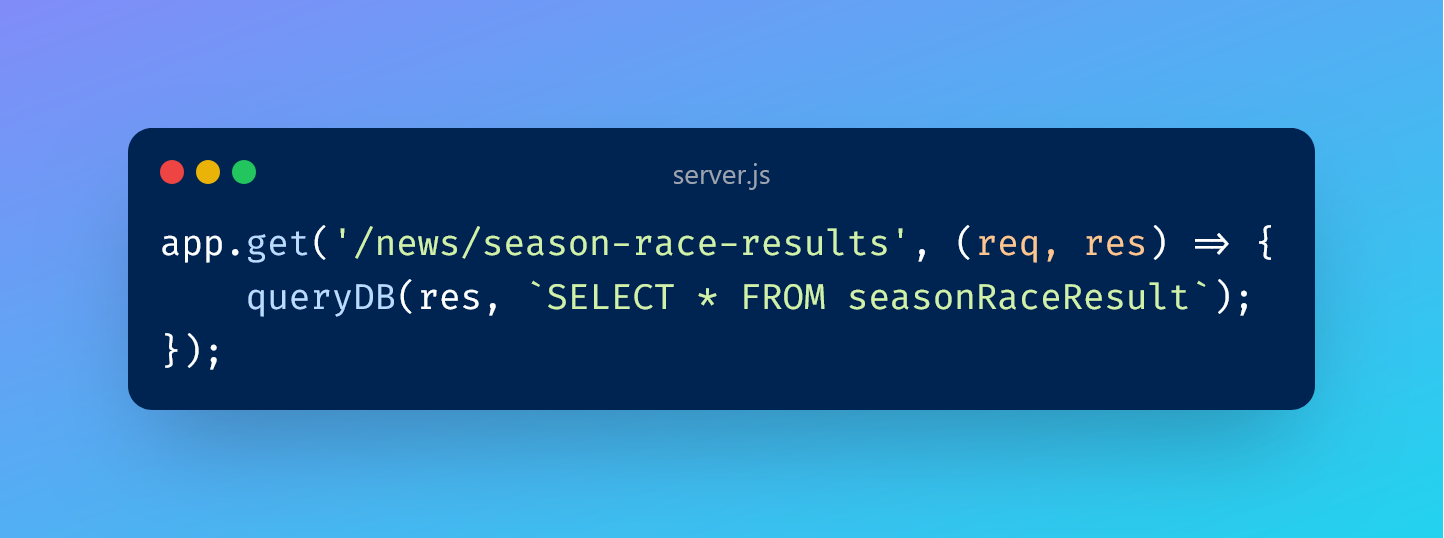 server.js
app.get('/news/season-race-results', (req, res) => {
    queryDB(res, `SELECT * FROM seasonRaceResult`);
});